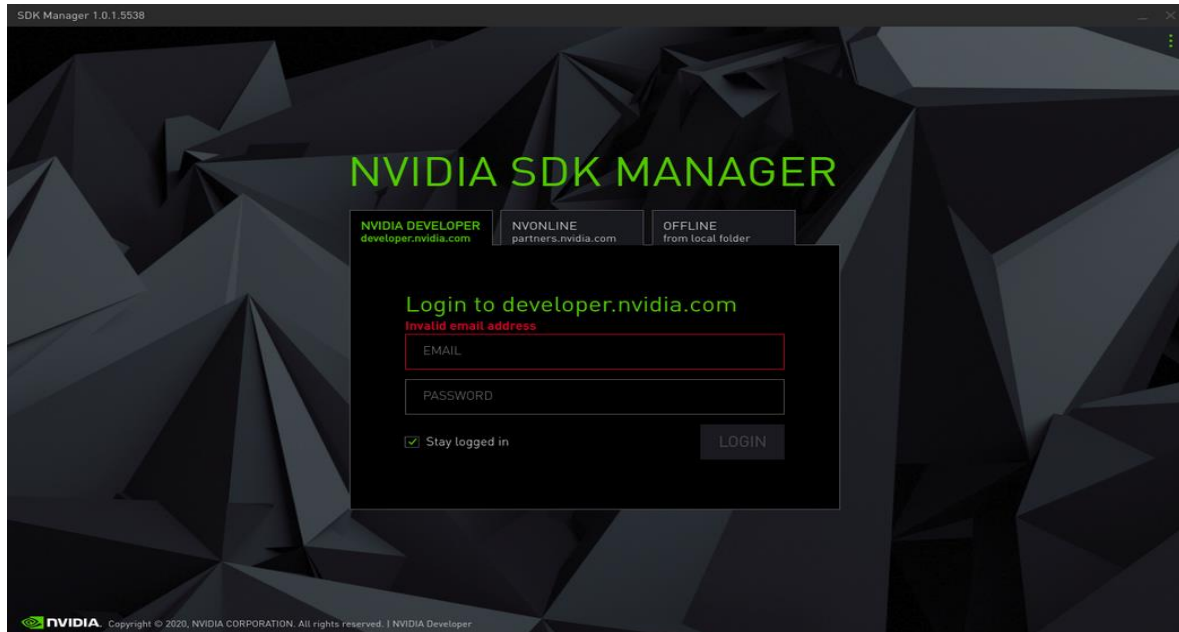 SDK Manager 1.0.1.5538
NVIDIA SDK MANAGER
NVIDIA DEVELOPER
developer.nvidia.com
NVONLINE
partners.nvidia.com
OFFLINE
from local folder
Login to developer.nvidia.com
Invalid email address
EMAIL
PASSWORD
Stay logged in
LOGIN
NVIDIA. Copyright © 2020, NVIDIA CORPORATION. All rights reserved. | NVIDIA Developer